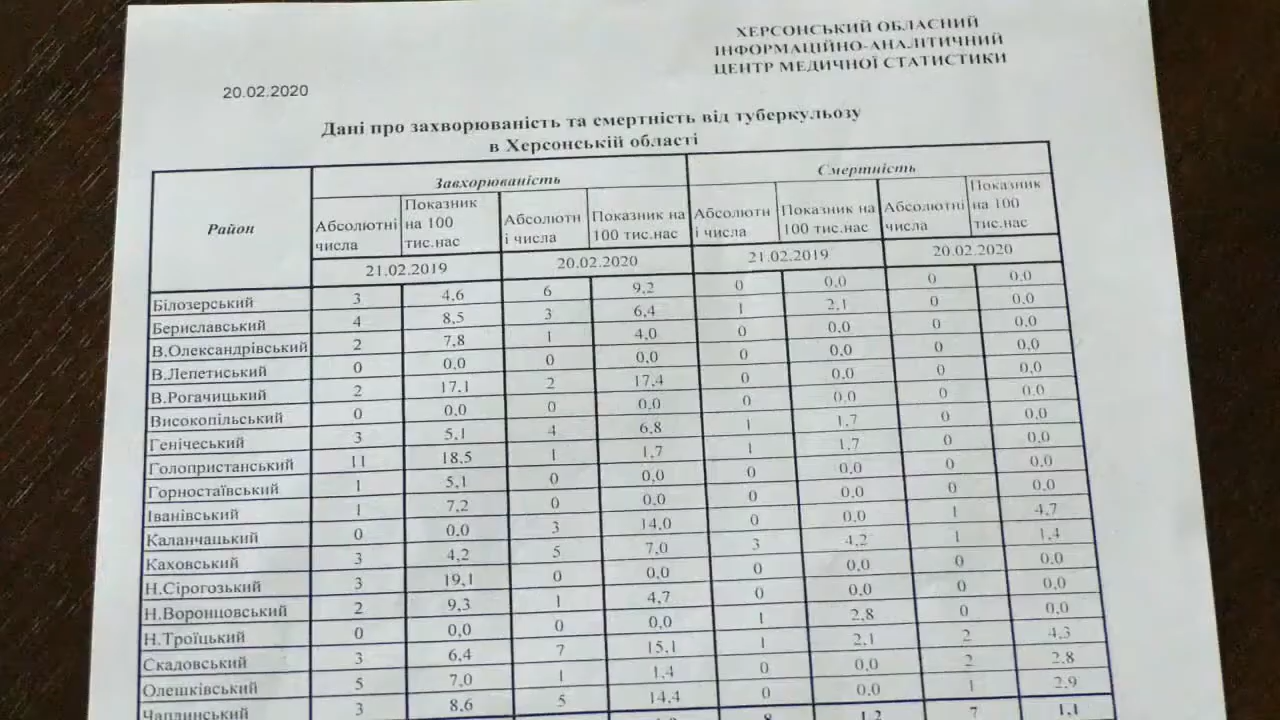 ХЕРСОНСЬКИЙ ОБЛАСНИЙ
ІНФОРМАЦІЙНО-АНАЛІТИЧНИЙ
ЦЕНТР МЕДИЧНОЇ СТАТИСТИКИ
20.02.2020
Дані про захворюваність та смертність від туберкульозу
в Херсонській області
Район
Завхорюваність
Смертність
Абсолютні
числа
Показник
на 100
тис.нас
Абсолютн
і числа
Показник на
100 тис.нас
Абсолютн
і числа
Показник на
100 тис.нас
Абсолютні
числа
Показник
на 100
тис.нас
21.02.2019 20.02.2020 21.02.2019 20.02.2020
Білозерський 3 4,6 6 9,2 0 0,0 0 0,0
Бериславський 4 8,5 3 6,4 1 2,1 0 0,0
В.Олександрівський 2 7,8 1 4,0 0 0,0 0 0,0
В.Лепетиський 0 0,0 0 0,0 0 0,0 0 0,0
В.Рогачицький 2 17,1 2 17,4 0 0,0 0 0,0
Високопільський 0 0,0 0 0,0 0 0,0 0 0,0
Генічеський 3 5,1 4 6,8 1 1,7 0 0,0
Голопристанський 11 18,5 1 1,7 1 1,7 0 0,0
Горностаївський 1 5,1 0 0,0 0 0,0 0 0,0
Іванівський 1 7,2 0 0,0 0 0,0 0 0,0
Каланчацький 0 0,0 3 14,0 0 0,0 1 4,7
Каховський 3 4,2 5 7,0 3 4,2 1 1,4
Н.Сірогозький 3 19,1 0 0,0 0 0,0 0 0,0
Н.Воронцовський 2 9,3 1 4,7 0 0,0 0 0,0
Н.Троїцький 0 0,0 0 0,0 1 2,8 0 0,0
Скадовський 3 6,4 7 15,1 1 2,1 2 4,3
Олешківський 5 7,0 1 1,4 0 0,0 2 2,8
Чаплинський 3 8,6 5 14,4 0 0,0 1 2,9
8 1,2 7 1,1